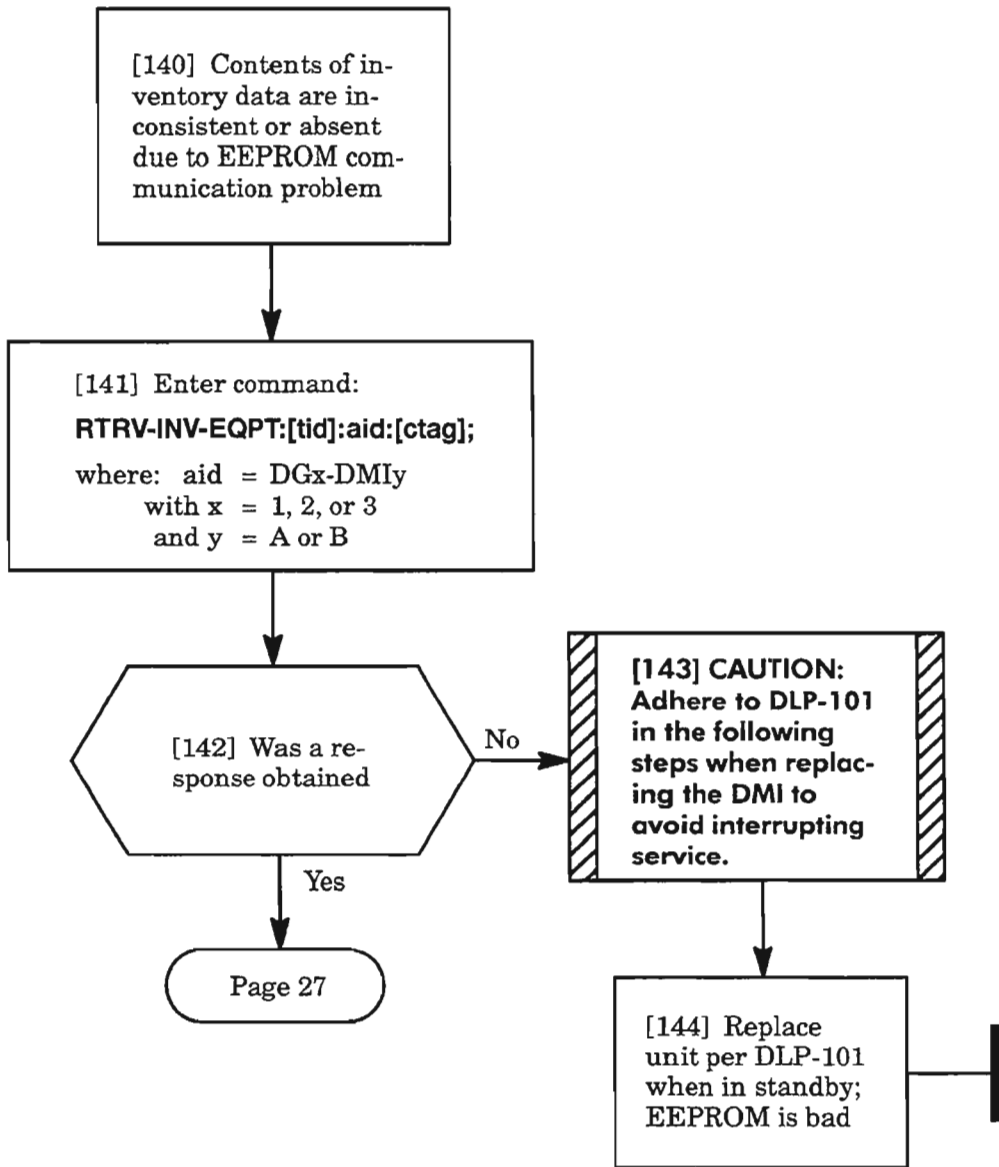 [140] Contents of in-
ventory data are in-
consistent or absent
due to EEPROM com-
munication problem
[141] Enter command:
RTRV-INV-EQPT:[tid]:aid:[ctag];
where: aid = DGx-DMIy
with x = 1, 2, or 3
and y = A or B
[142] Was a re-
sponse obtained
No
Yes
Page 27
[143] CAUTION:
Adhere to DLP-101
in the following
steps when replac-
ing the DMI to
avoid interrupting
service.
[144] Replace
unit per DLP-101
when in standby;
EEPROM is bad